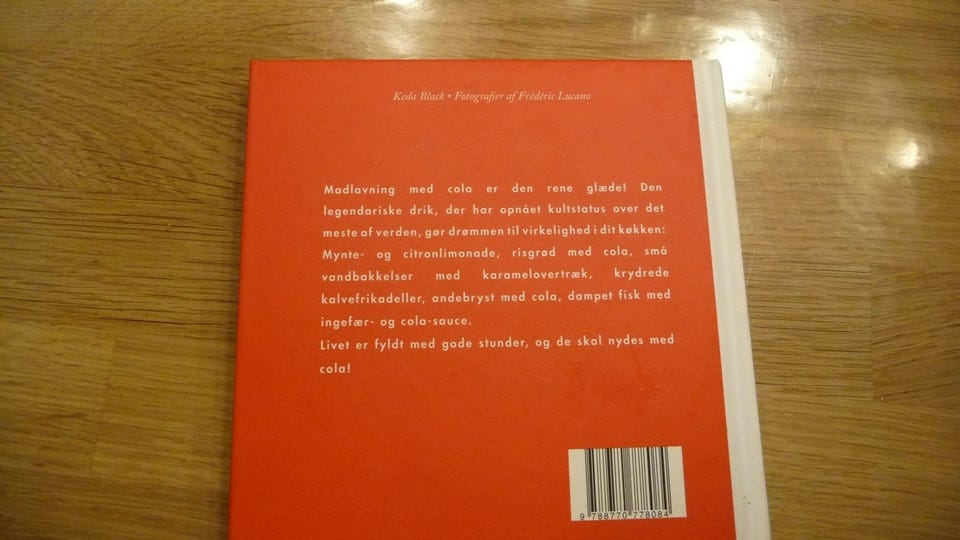 Keda Black • Fotografier af Frédéric Lucano
Madlavning med cola er den rene glæde! Den
legendariske drik, der har opnået kultstatus over det
meste af verden, gør drømmen til virkelighed i dit køkken:
Mynte- og citronlimonade, risgrød med cola, små
vandbakkelser med karamelovertræk, krydrede
kalvefrikadeller, andebryst med cola, dampet fisk med
ingefær- og cola-sauce.
Livet er fyldt med gode stunder, og de skal nydes med
cola!
9 788770 778084